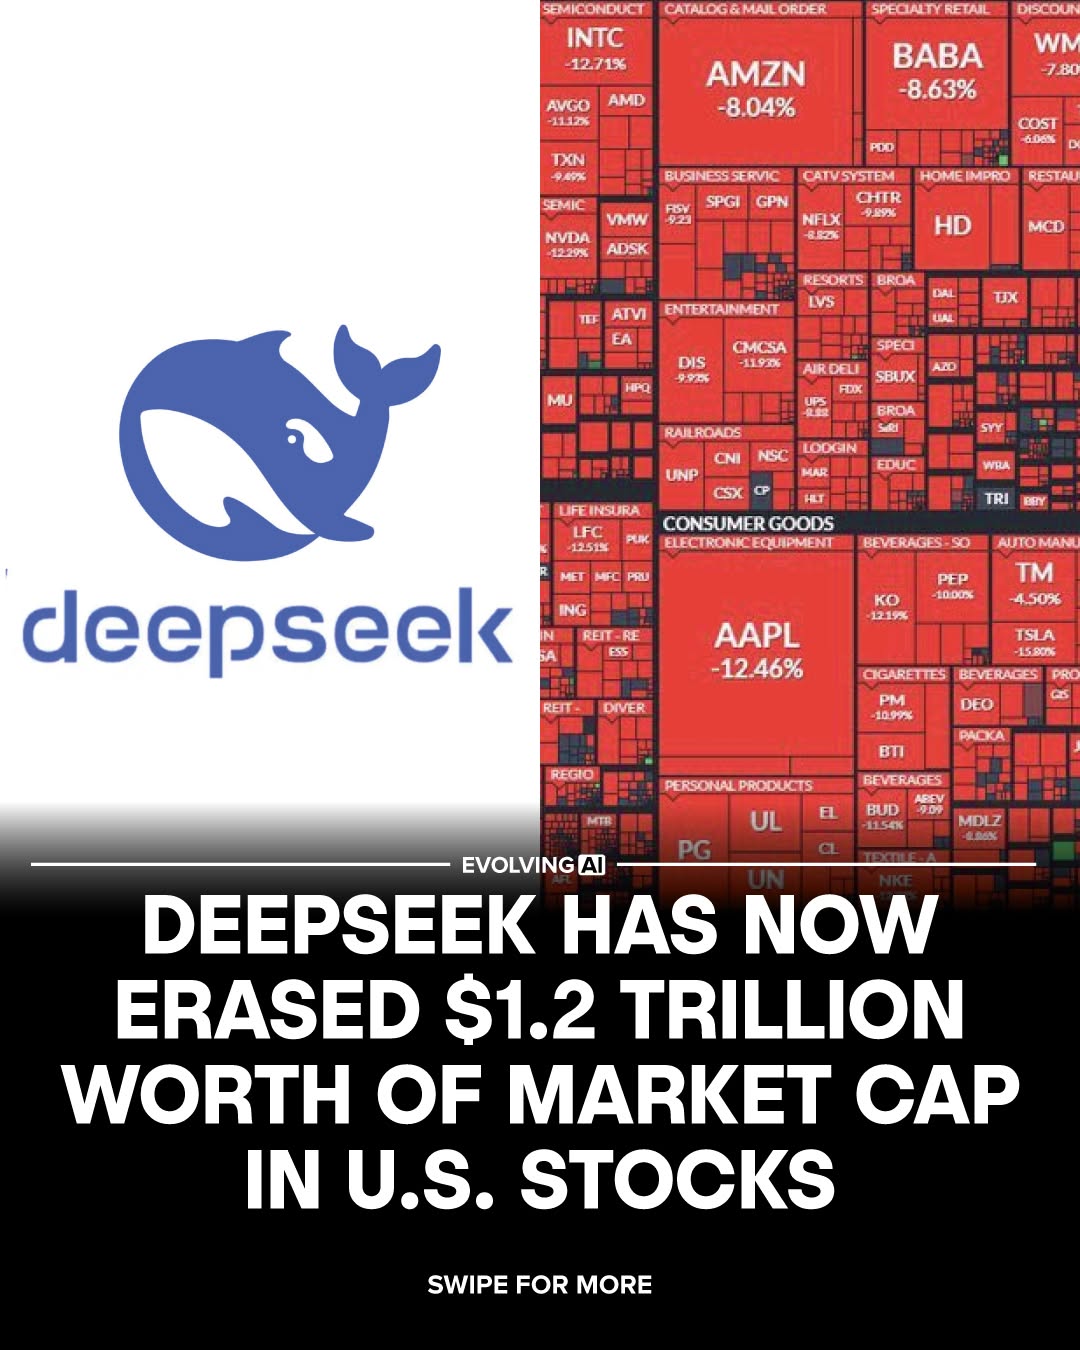 deepseek
SEMICONDUCT
INTC
-12.71%
AVGO
-11.12%
AMD
TXN
-9.49%
CATALOG & MAIL ORDER
AMZN
-8.04%
SPECIALTY RETAIL
BABA
-8.63%
PDD
DISCOUN
WM
-7.80
COST
-6.06%
SEMIC
NVDA
-12.29%
VMW
ADSK
BUSINESS SERVIC
FISV
-9.23
SPGI
GPN
CATV SYSTEM
NFLX
-8.82%
CHTR
-9.89%
HOME IMPRO
HD
RESTAU
MCD
TEF
ATVI
EA
ENTERTAINMENT
DIS
-9.92%
CMCSA
-11.93%
RESORTS
LVS
BROA
DAL
UAL
TJX
AIR DELI
UPS
-8.88
FDX
SPECI
SBUX
AZO
MU
HPQ
RAILROADS
UNP
CNI
NSC
CSX
CP
LODGIN
MAR
HLT
BROA
SIRI
EDUC
SYY
WBA
TRI
BBY
LIFE INSURA
LFC
-12.51%
PUK
MET
MFC
PRU
ING
CONSUMER GOODS
ELECTRONIC EQUIPMENT
AAPL
-12.46%
BEVERAGES - SO
KO
-12.19%
PEP
-10.00%
AUTO MANU
TM
-4.50%
TSLA
-15.80%
IN
SA
REIT - RE
ESS
REIT -
DIVER
CIGARETTES
PM
-10.99%
BTI
BEVERAGES
DEO
PRO
GIS
PACKA
REGIO
MTB
PERSONAL PRODUCTS
PG
UL
EL
CL
UN
BEVERAGES
BUD
-11.54%
ABEV
-9.09
MDLZ
-8.86%
TEXTILE - A
NKE
AFL
EVOLVING AI
DEEPSEEK HAS NOW
ERASED $1.2 TRILLION
WORTH OF MARKET CAP
IN U.S. STOCKS
SWIPE FOR MORE